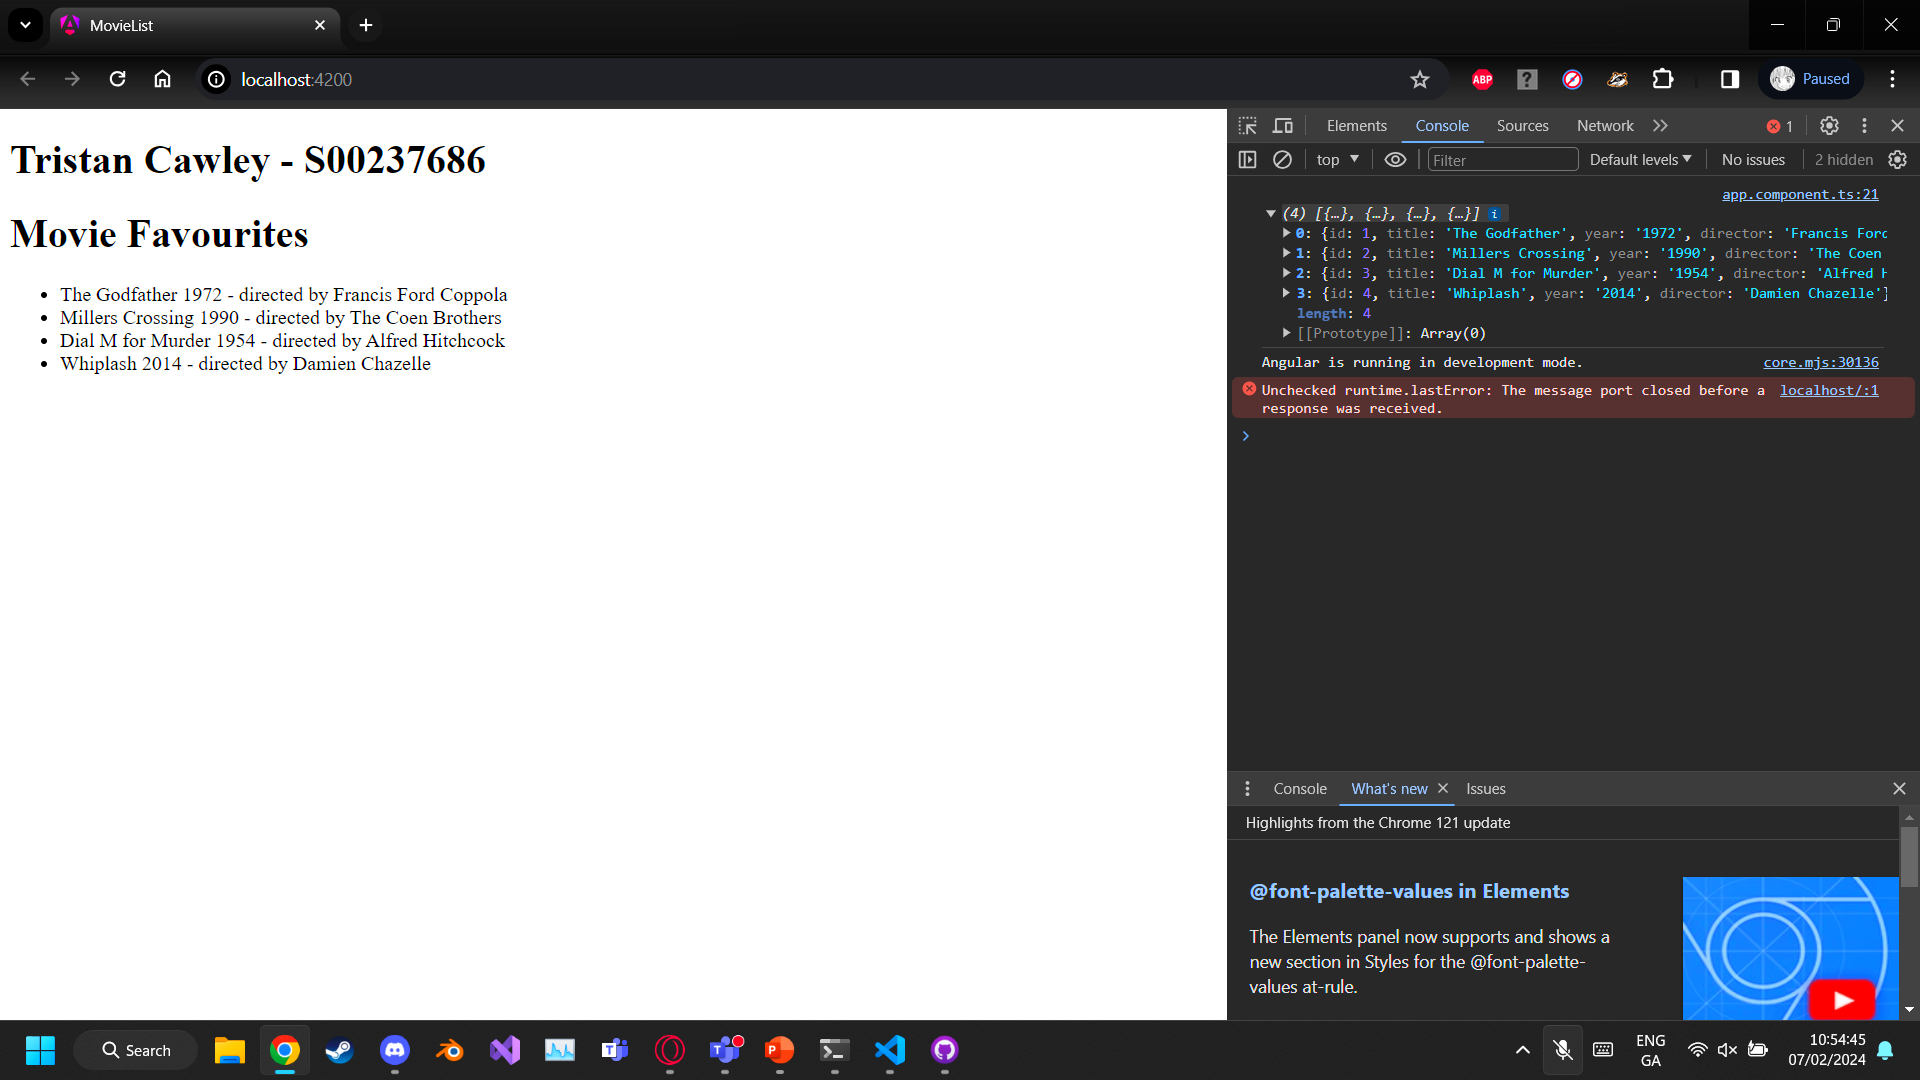 MovieList
localhost:4200
ABP
Paused
Tristan Cawley - S00237686
Movie Favourites
The Godfather 1972 - directed by Francis Ford Coppola
Millers Crossing 1990 - directed by The Coen Brothers
Dial M for Murder 1954 - directed by Alfred Hitchcock
Whiplash 2014 - directed by Damien Chazelle
Elements Console Sources Network 1
top Filter Default levels No issues 2 hidden
app.component.ts:21
(4) [{…}, {…}, {…}, {…}]
0: {id: 1, title: 'The Godfather', year: '1972', director: 'Francis Ford
1: {id: 2, title: 'Millers Crossing', year: '1990', director: 'The Coen
2: {id: 3, title: 'Dial M for Murder', year: '1954', director: 'Alfred H
3: {id: 4, title: 'Whiplash', year: '2014', director: 'Damien Chazelle'}
length: 4
[[Prototype]]: Array(0)
Angular is running in development mode. core.mjs:30136
Unchecked runtime.lastError: The message port closed before a localhost/:1
response was received.
Console What's new Issues
Highlights from the Chrome 121 update
@font-palette-values in Elements
The Elements panel now supports and shows a
new section in Styles for the @font-palette-
values at-rule.
Search
ENG
GA
10:54:45
07/02/2024